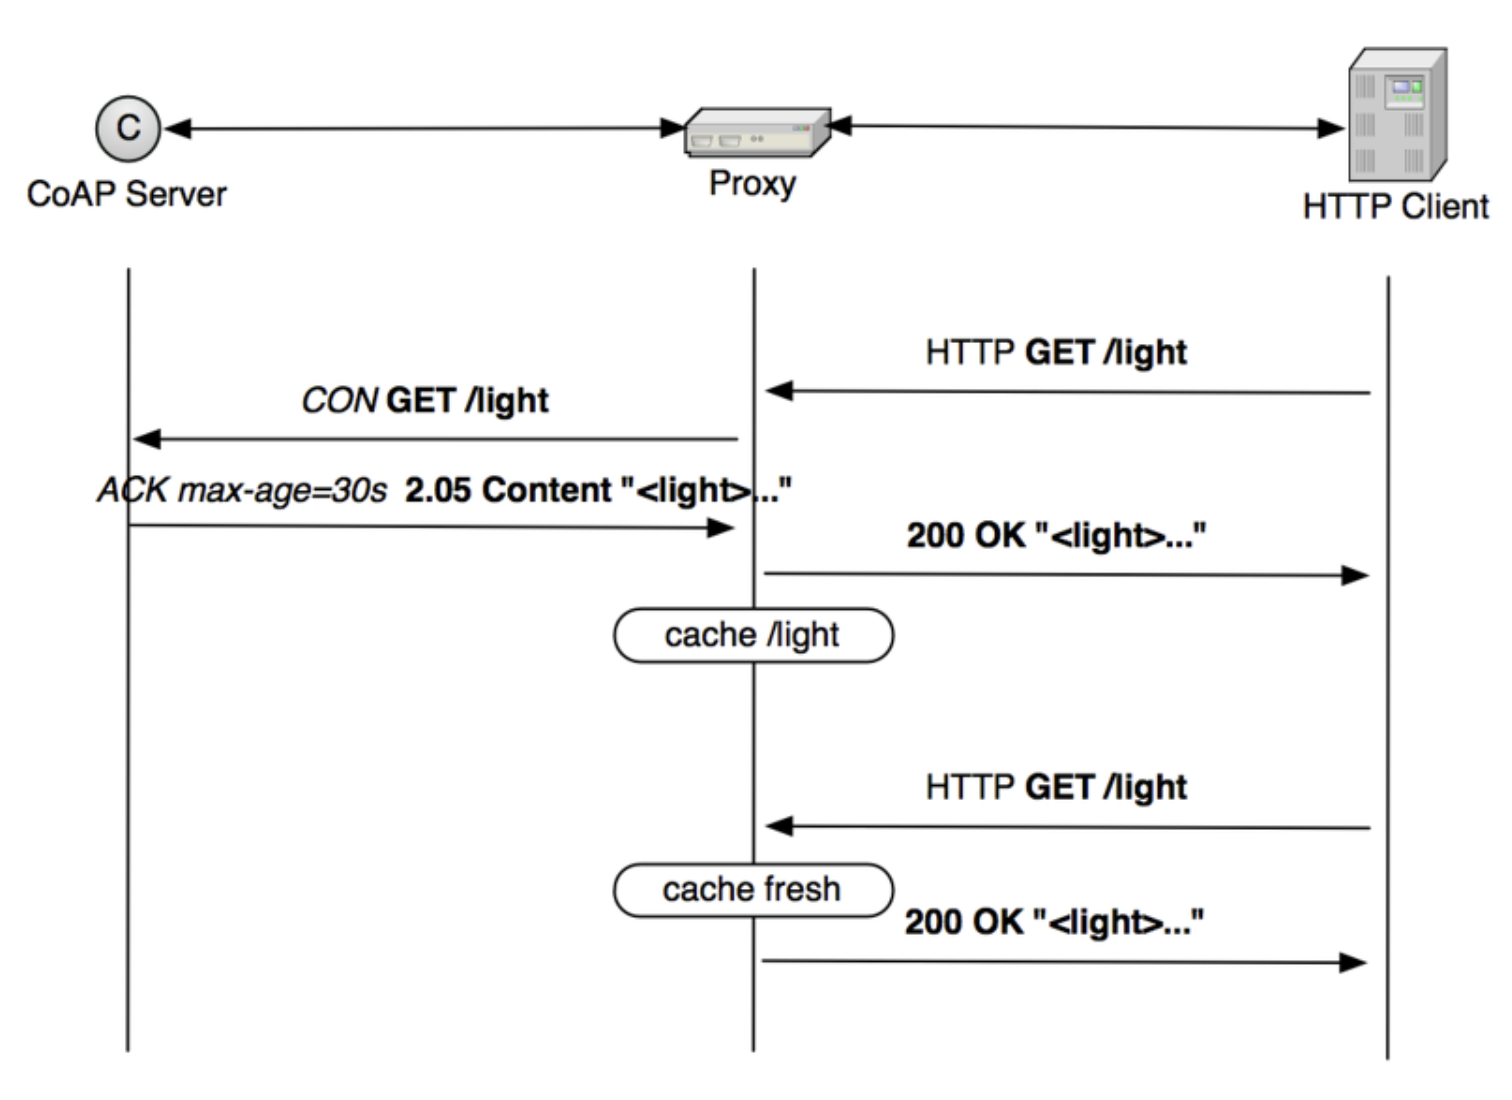 C
CoAP Server
Proxy
HTTP Client
HTTP GET /light
CON GET /light
ACK max-age=30s 2.05 Content "<light>..."
200 OK "<light>..."
cache /light
HTTP GET /light
cache fresh
200 OK "<light>..."